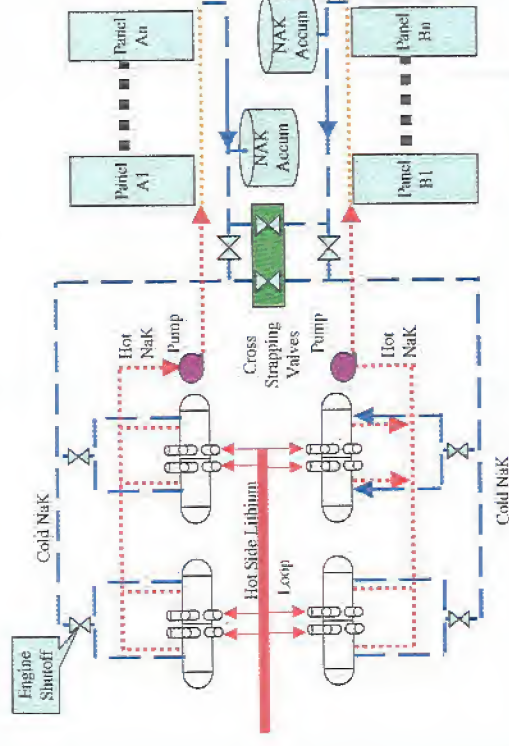 Engine
Shutoff
Cold NaK
Hot
NaK
Pump
Panel
A1
Panel
An
Hot Side Lithium
Loop
Cross
Strapping
Valves
NAK
Accum
NAK
Accum
Pump
Hot
NaK
Panel
B1
Panel
Bn
Cold NaK